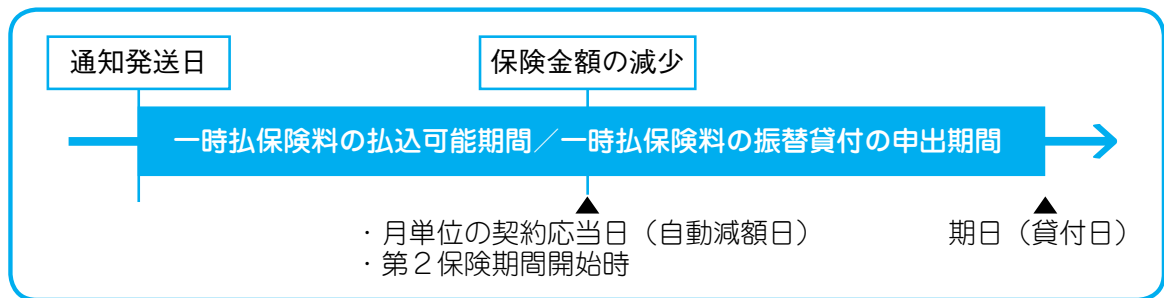 通知発送日
保険金額の減少
一時払保険料の払込可能期間／一時払保険料の振替貸付の申出期間
・月単位の契約応当日（自動減額日）
期日（貸付日）
・第２保険期間開始時